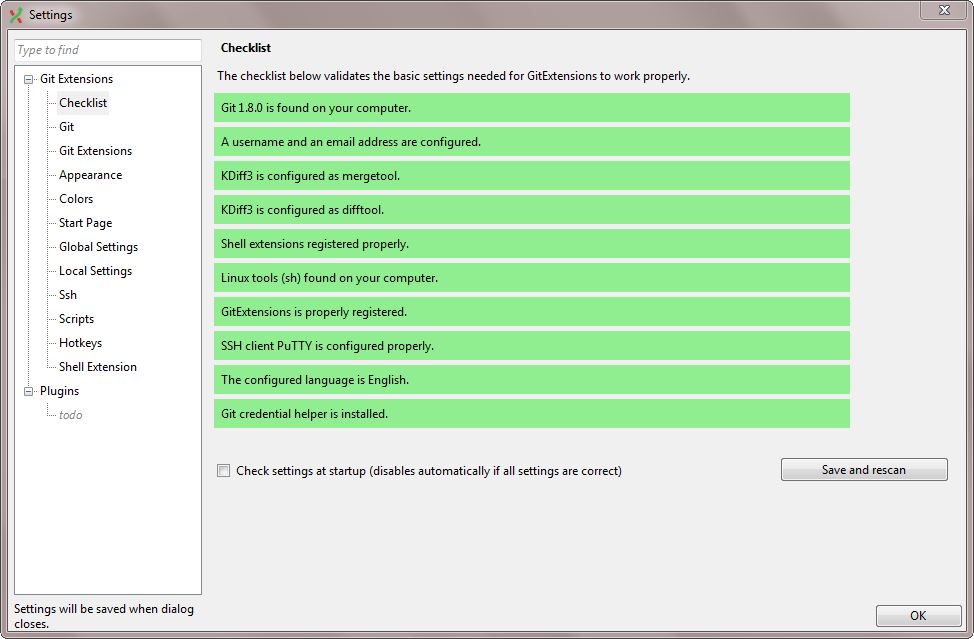 Settings
Type to find
Git Extensions
Checklist
Git
Git Extensions
Appearance
Colors
Start Page
Global Settings
Local Settings
Ssh
Scripts
Hotkeys
Shell Extension
Plugins
todo
Settings will be saved when dialog
closes.
Checklist
The checklist below validates the basic settings needed for GitExtensions to work properly.
Git 1.8.0 is found on your computer.
A username and an email address are configured.
KDiff3 is configured as mergetool.
KDiff3 is configured as difftool.
Shell extensions registered properly.
Linux tools (sh) found on your computer.
GitExtensions is properly registered.
SSH client PuTTY is configured properly.
The configured language is English.
Git credential helper is installed.
Check settings at startup (disables automatically if all settings are correct)
Save and rescan
OK